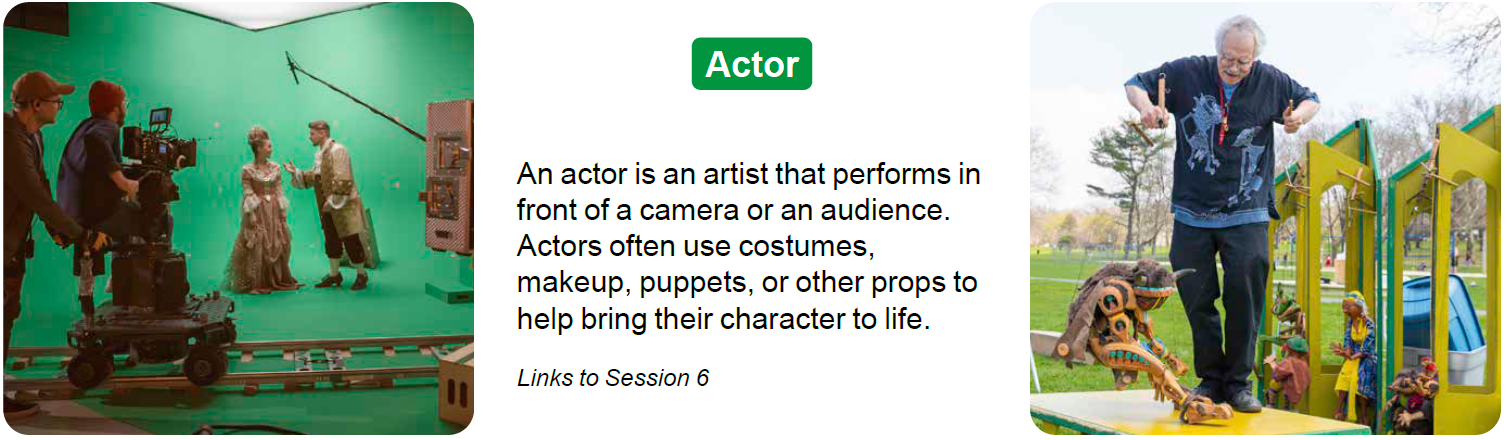 Actor
An actor is an artist that performs in
front of a camera or an audience.
Actors often use costumes,
makeup, puppets, or other props to
help bring their character to life.
Links to Session 6